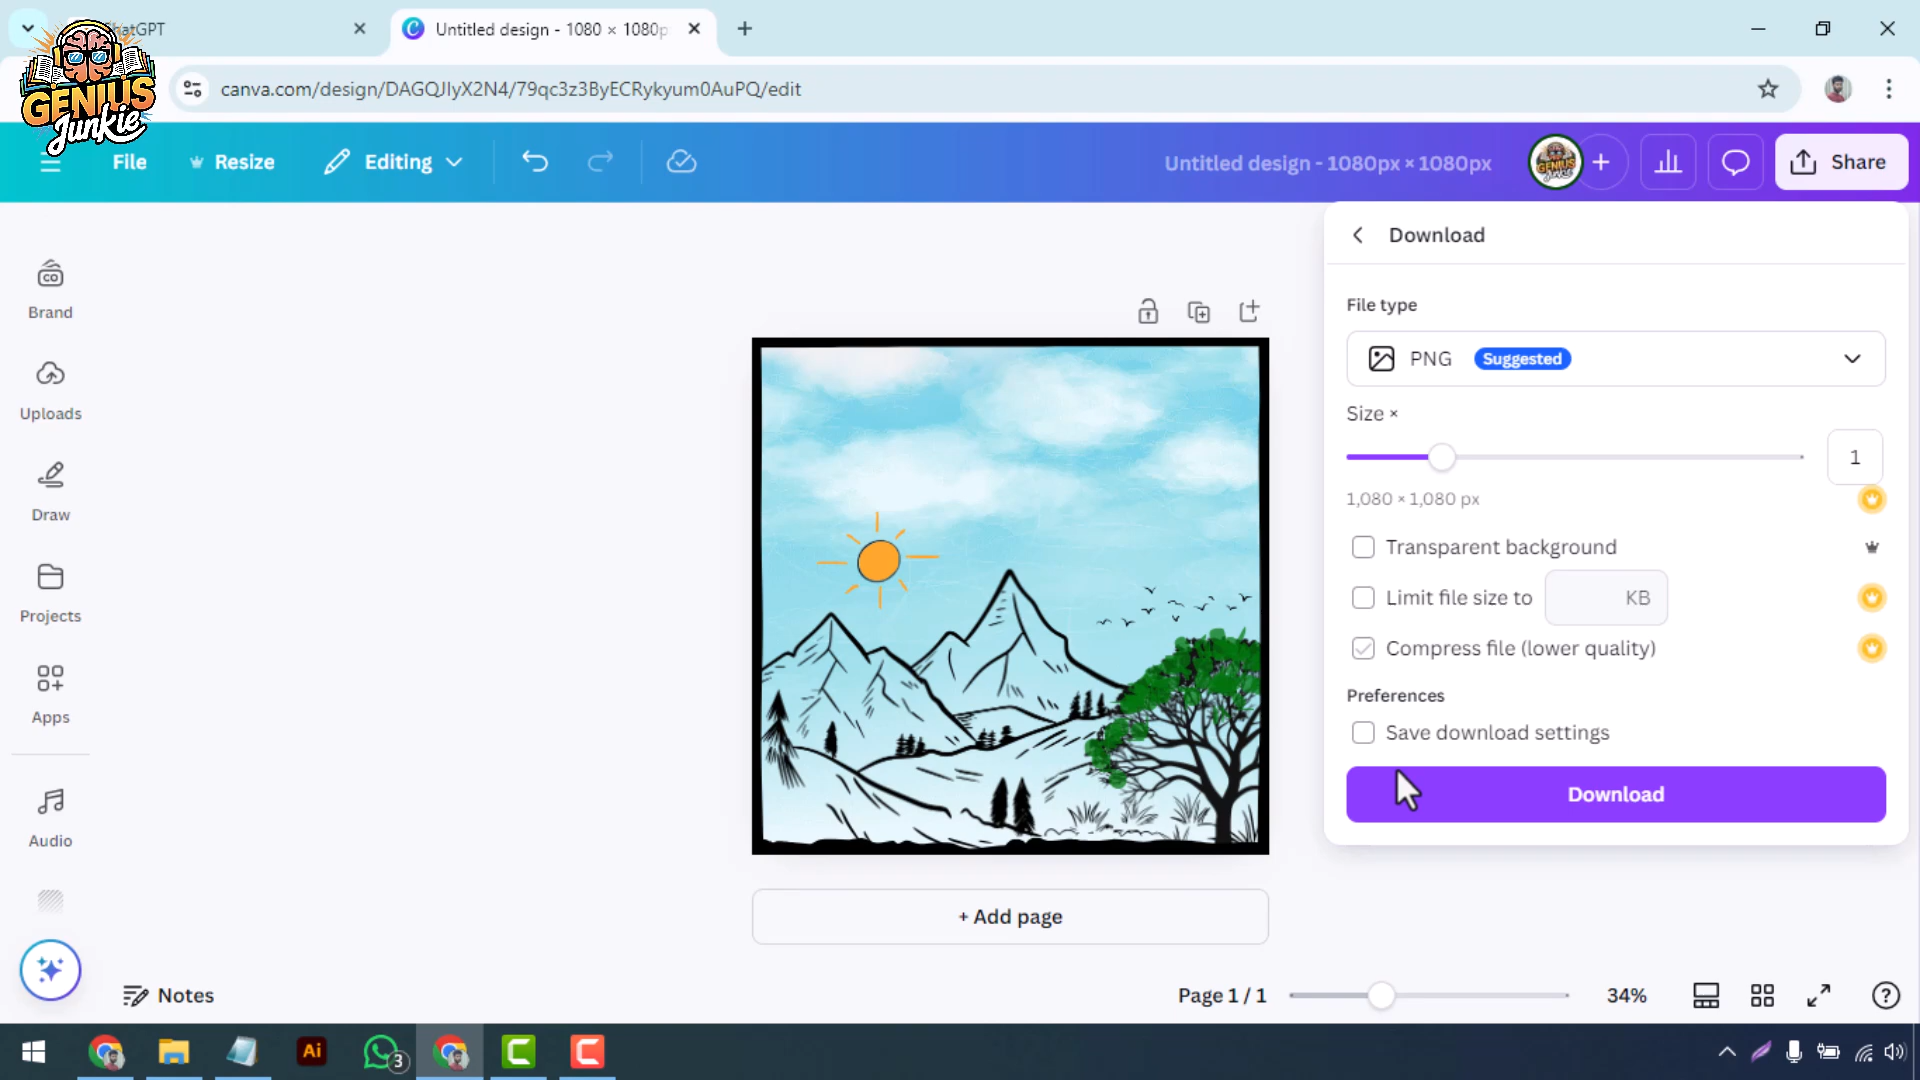 hatGPT
Untitled design - 1080 × 1080p
GENIUS
Junkie
canva.com/design/DAGQJIyX2N4/79qc3z3ByECRykyum0AuPQ/edit
File
Resize
Editing
Untitled design - 1080px × 1080px
Share
Brand
Uploads
Draw
Projects
Apps
Audio
Download
File type
PNG
Suggested
Size ×
1
1,080 × 1,080 px
Transparent background
Limit file size to
KB
Compress file (lower quality)
Preferences
Save download settings
Download
+ Add page
Notes
Page 1 / 1
34%
Ai
3